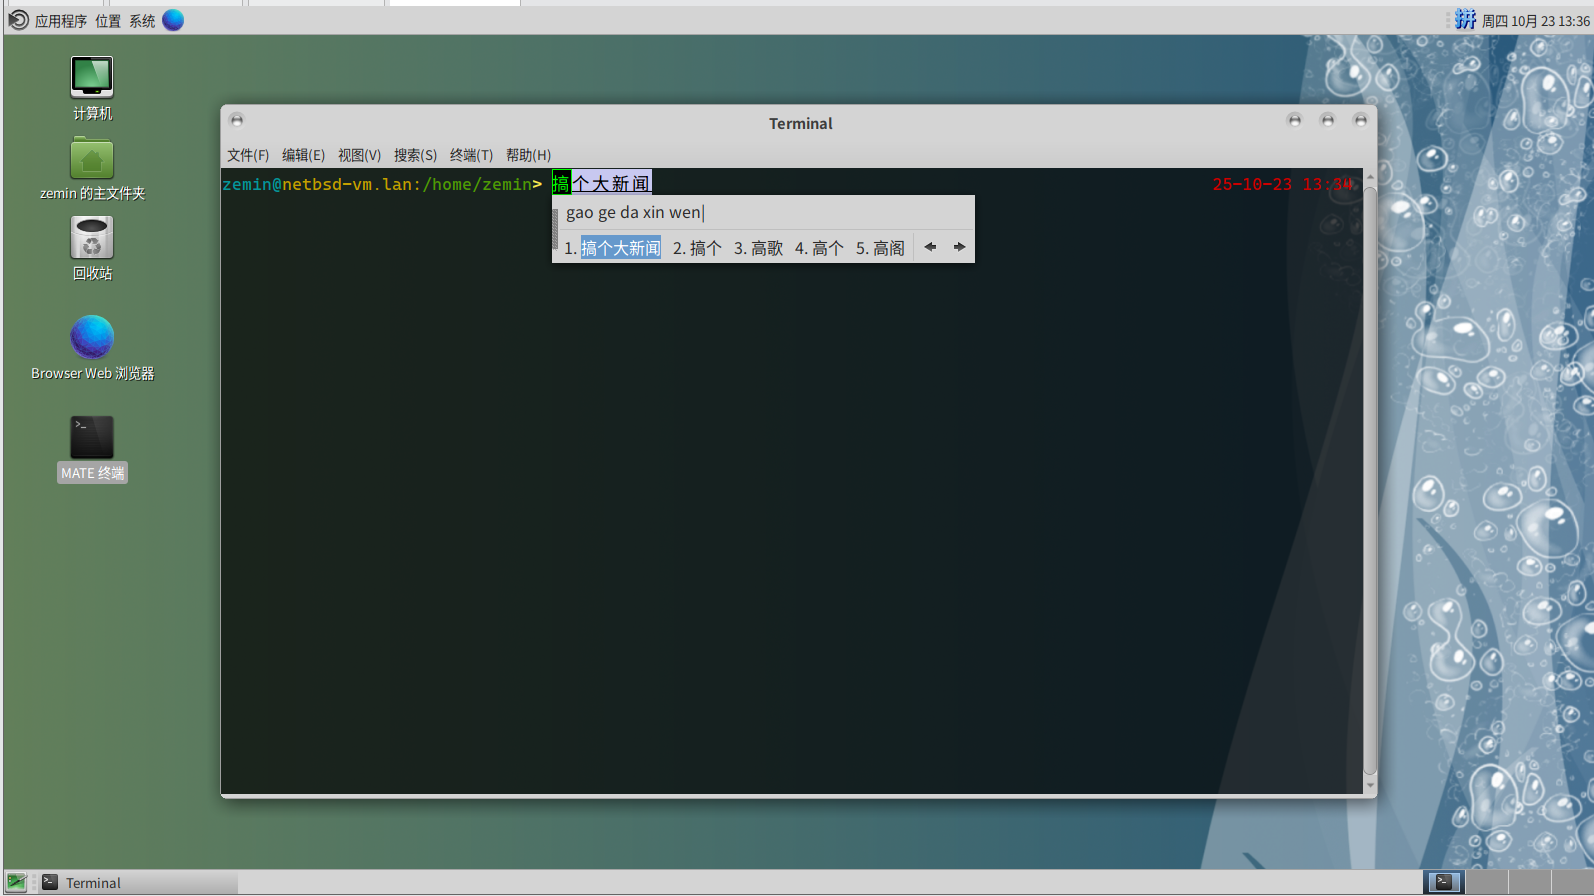 应用程序 位置 系统
拼 周四 10月 23 13:36
计算机
zemin 的主文件夹
回收站
Browser Web 浏览器
MATE 终端
Terminal
文件(F) 编辑(E) 视图(V) 搜索(S) 终端(T) 帮助(H)
zemin@netbsd-vm.lan:/home/zemin> 搞个大新闻 25-10-23 13:34
gao ge da xin wen
1. 搞个大新闻 2. 搞个 3. 高歌 4. 高个 5. 高阁
Terminal